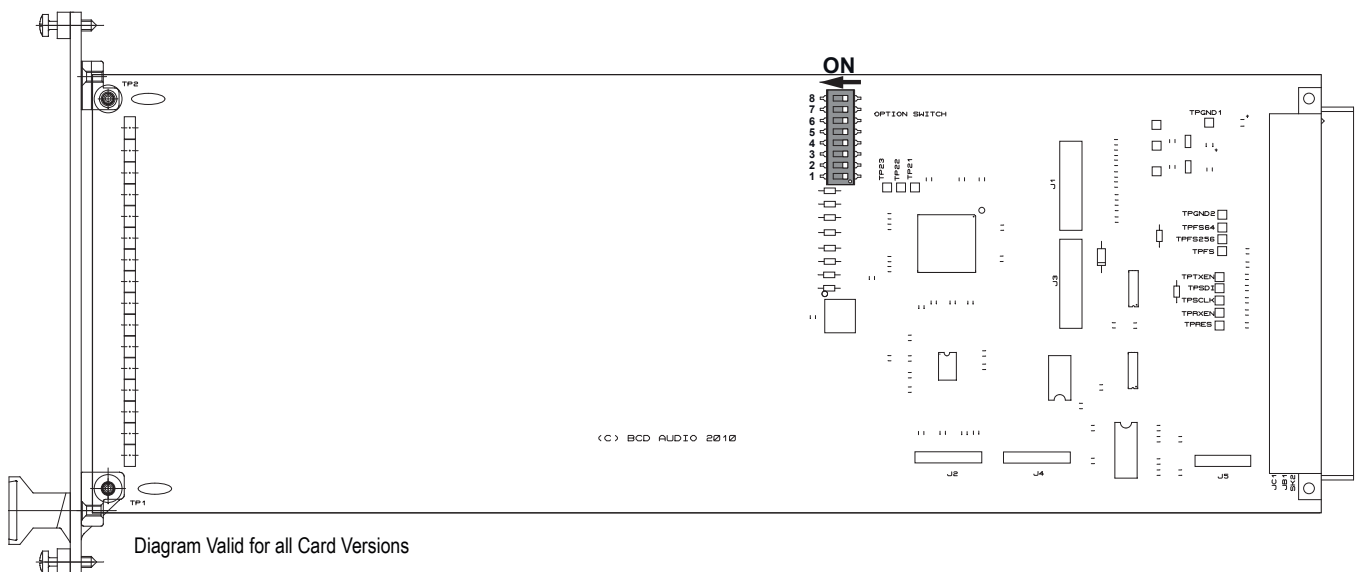 ON
TP2
8
7
6
5
4
3
2
1
OPTION SWITCH
TPGND1
TP23
TP22
TP21
J1
TPGND2
TPFS64
TPFS256
TPFS
J3
TPTXEN
TPSDI
TPSCLK
TPRXEN
TPRES
(C) BCD AUDIO 2010
J2
J4
J5
JC1
JB1
SK2
TP1
Diagram Valid for all Card Versions